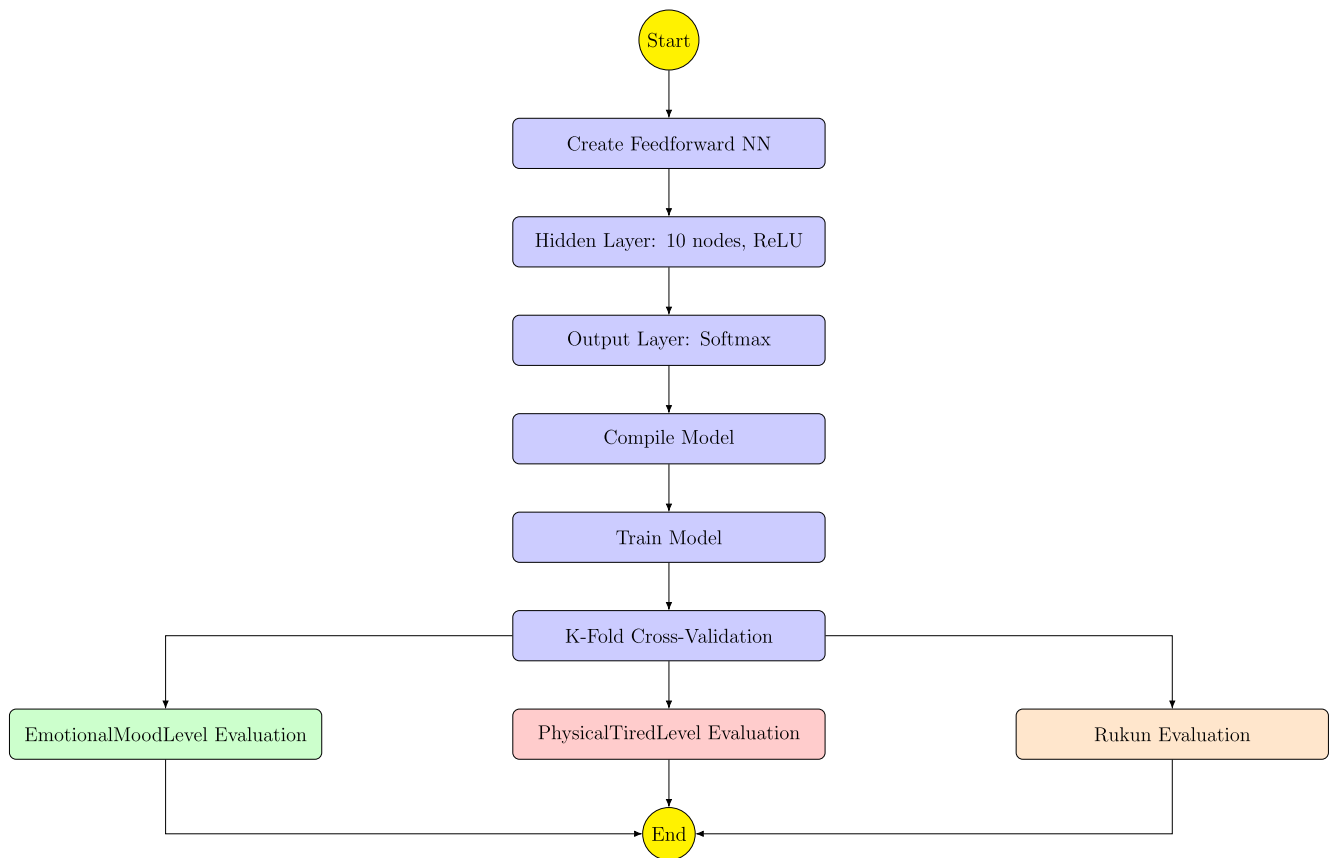 Start
Create Feedforward NN
Hidden Layer: 10 nodes, ReLU
Output Layer: Softmax
Compile Model
Train Model
K-Fold Cross-Validation
EmotionalMoodLevel Evaluation
PhysicalTiredLevel Evaluation
Rukun Evaluation
End